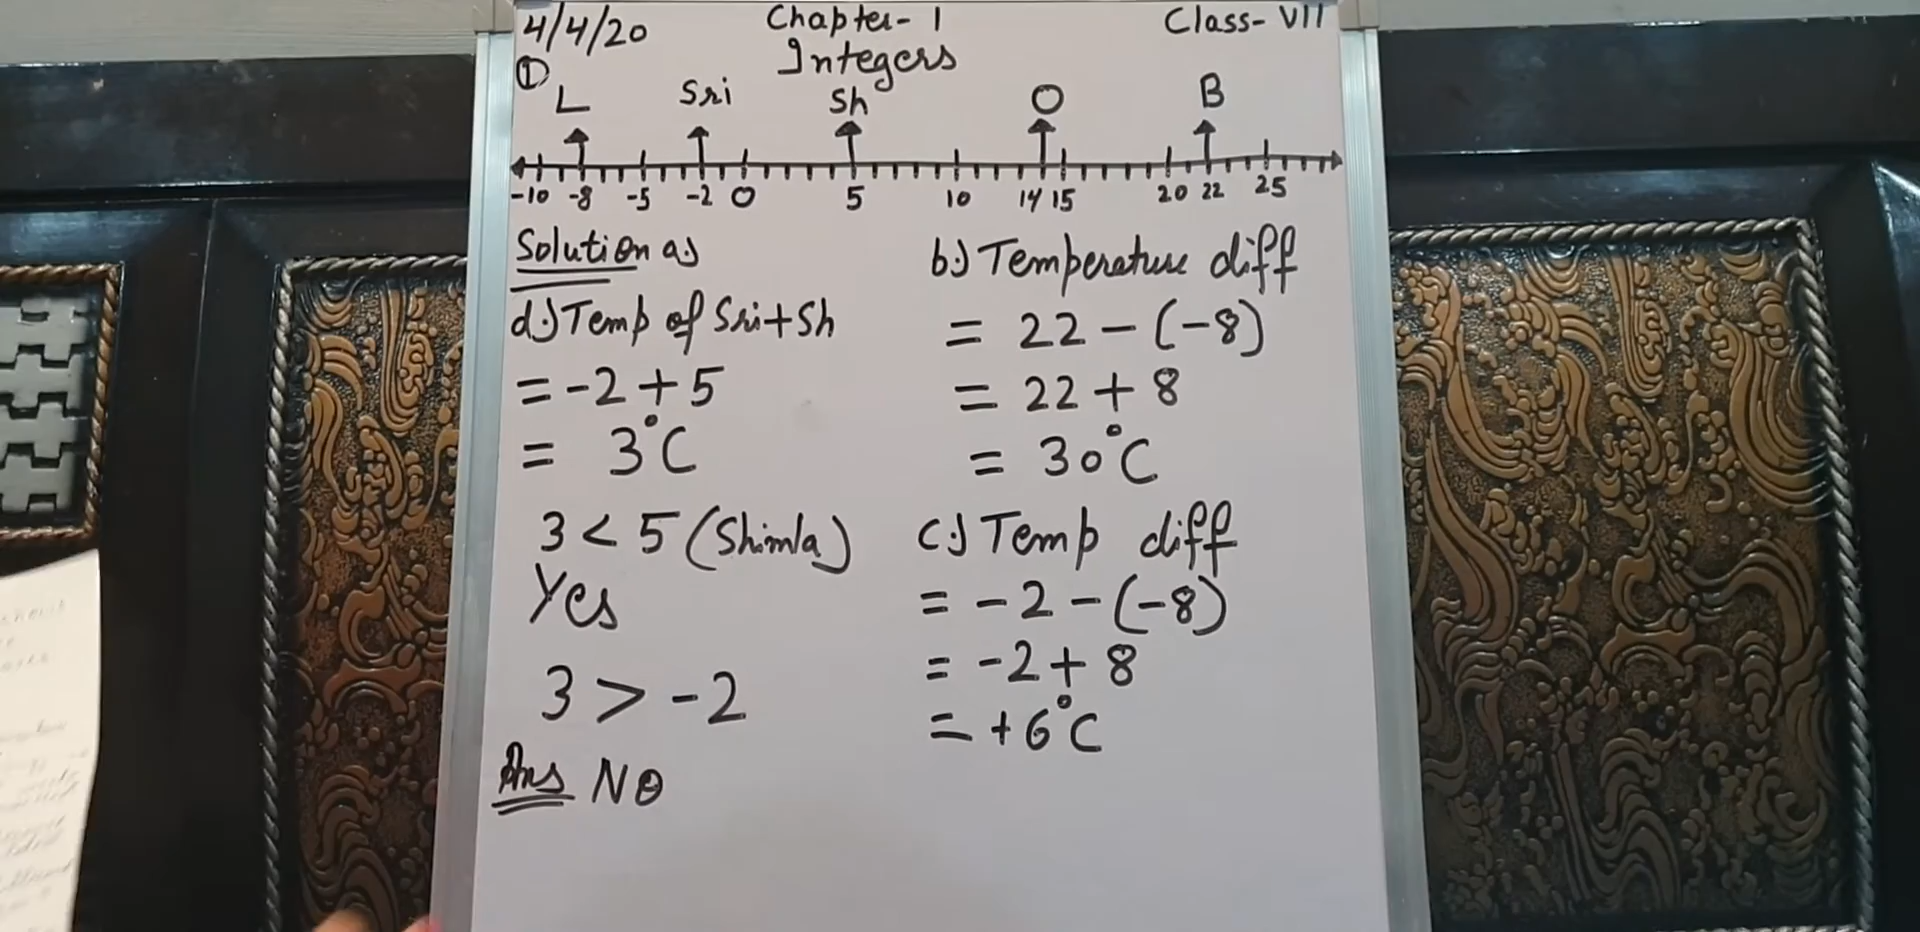 4/4/20 Chapter- 1 Class- VII
Integers
① L Sri Sh O B
-10 -8 -5 -2 0 5 10 14 15 20 22 25
Solution a.)
d.) Temp of Sri+Sh
= -2+5
= 3°C
3 < 5 (Shimla)
Yes
3 > -2
Ans No
b.) Temperature diff
= 22 - (-8)
= 22 + 8
= 30°C
c.) Temp diff
= -2 - (-8)
= -2 + 8
= +6°C